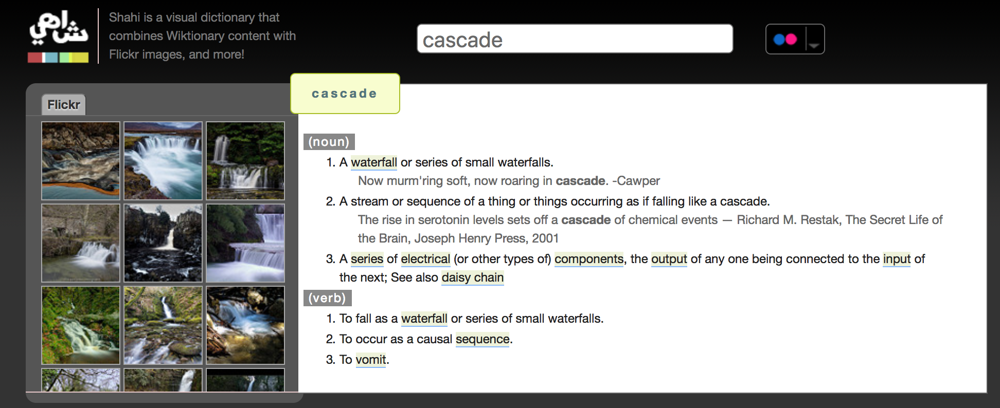 شاهي
Shahi is a visual dictionary that
combines Wiktionary content with
Flickr images, and more!
cascade
cascade
Flickr
(noun)
1. A waterfall or series of small waterfalls.
Now murm'ring soft, now roaring in cascade. -Cawper
2. A stream or sequence of a thing or things occurring as if falling like a cascade.
The rise in serotonin levels sets off a cascade of chemical events — Richard M. Restak, The Secret Life of
the Brain, Joseph Henry Press, 2001
3. A series of electrical (or other types of) components, the output of any one being connected to the input of
the next; See also daisy chain
(verb)
1. To fall as a waterfall or series of small waterfalls.
2. To occur as a causal sequence.
3. To vomit.